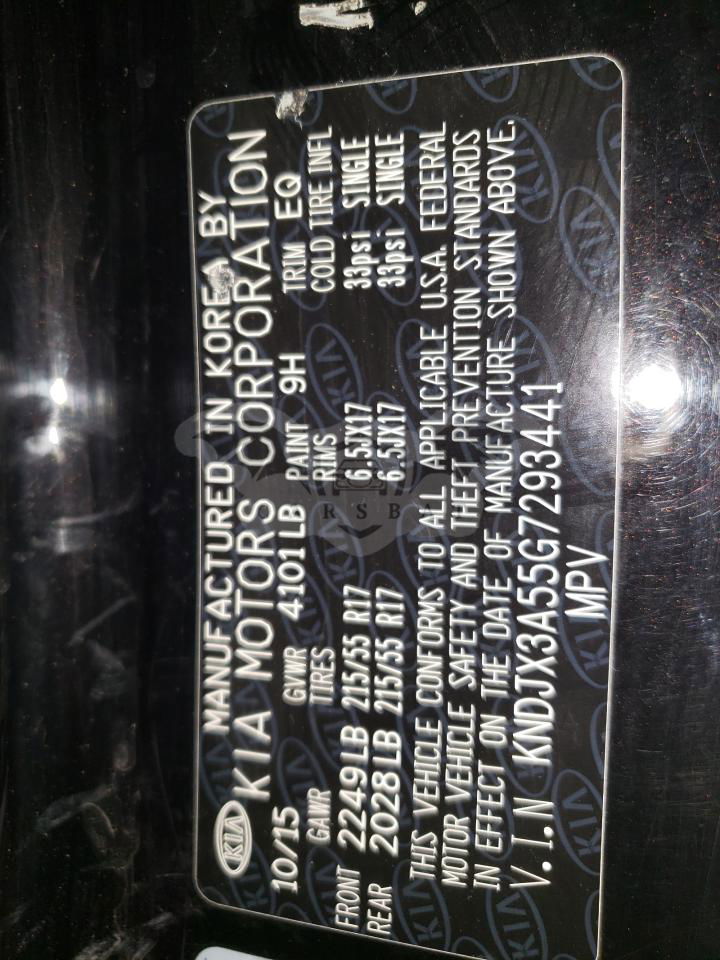 KIA MANUFACTURED IN KOREA BY
KIA MOTORS CORPORATION
10/15 GVWR 4101LB PAINT 9H TRIM EQ
GAWR TIRES RIMS COLD TIRE INFL
FRONT 2249LB 215/55 R17 6.5JX17 33psi SINGLE
REAR 2028LB 215/55 R17 6.5JX17 33psi SINGLE
THIS VEHICLE CONFORMS TO ALL APPLICABLE U.S.A. FEDERAL
MOTOR VEHICLE SAFETY AND THEFT PREVENTION STANDARDS
IN EFFECT ON THE DATE OF MANUFACTURE SHOWN ABOVE.
V.I.N KNDJX3A55G7293441
MPV